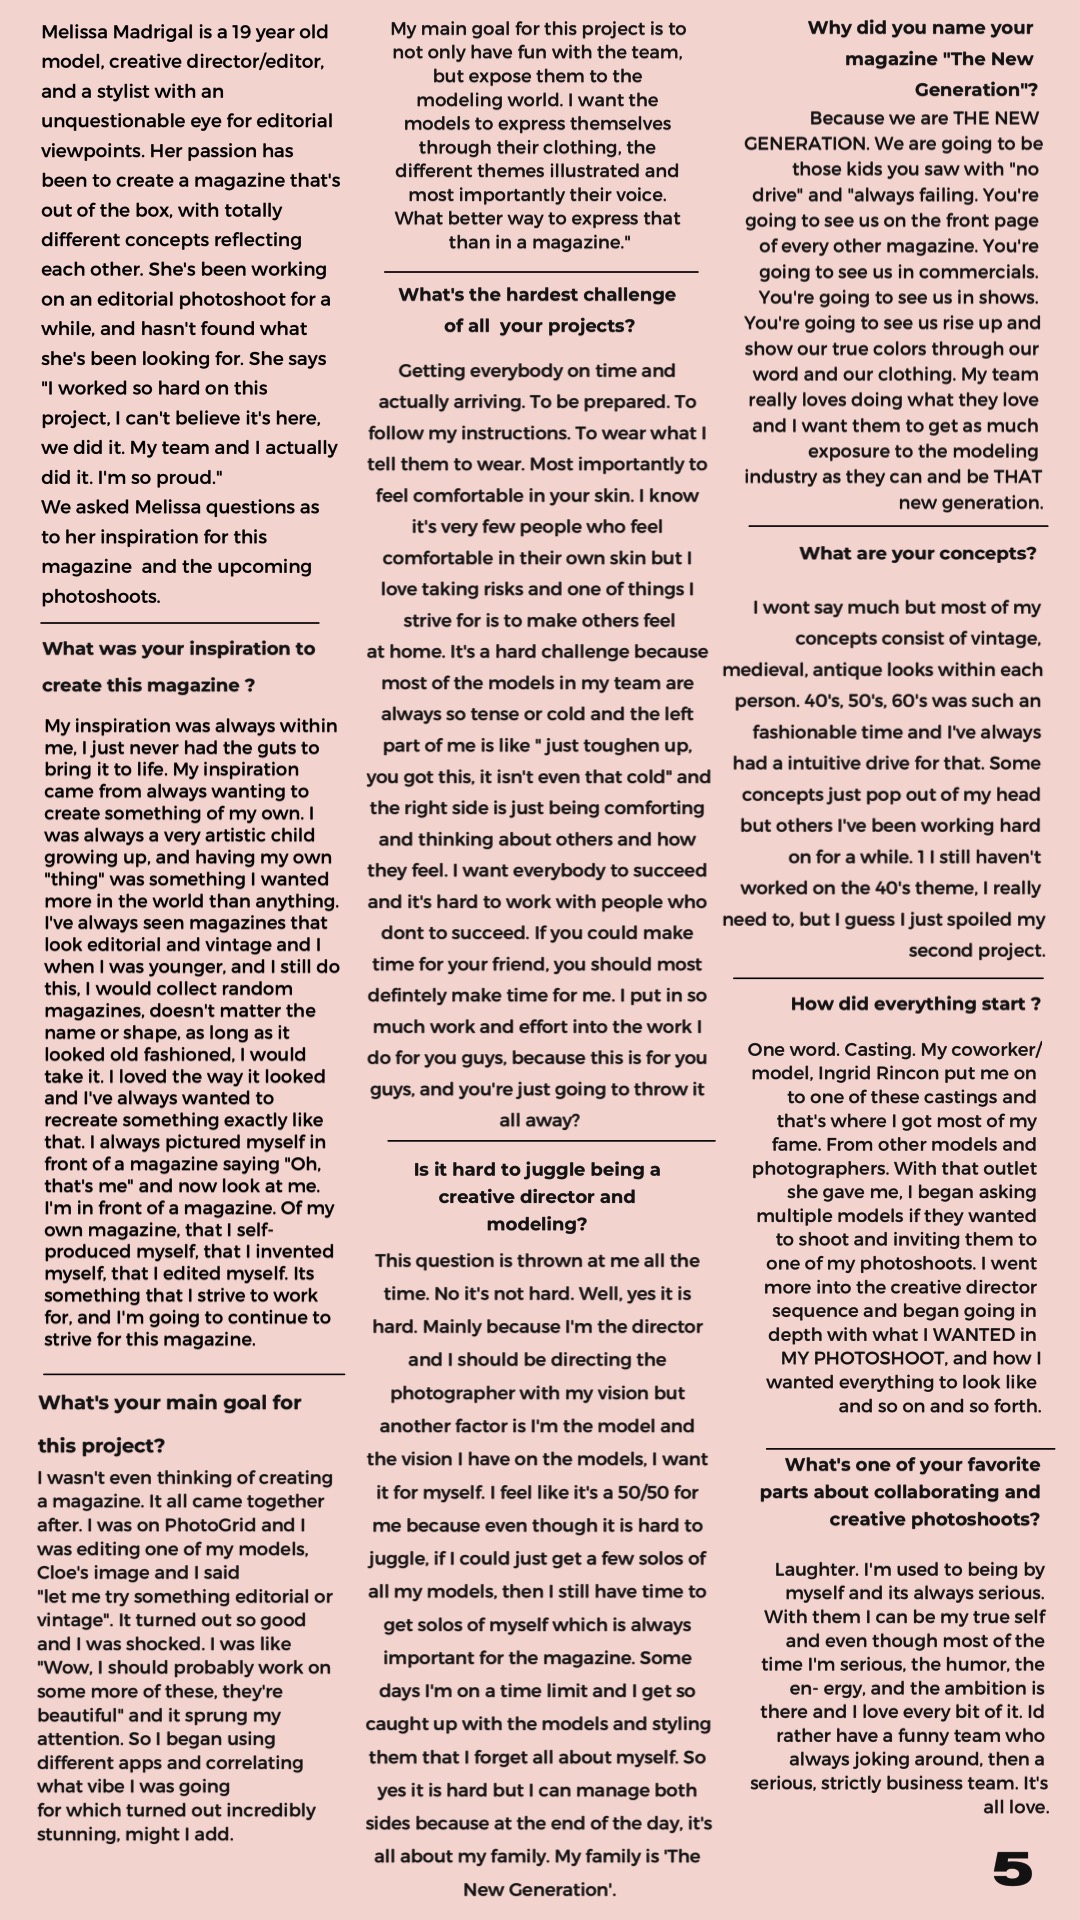 Melissa Madrigal is a 19 year old
model, creative director/editor,
and a stylist with an
unquestionable eye for editorial
viewpoints. Her passion has
been to create a magazine that's
out of the box, with totally
different concepts reflecting
each other. She's been working
on an editorial photoshoot for a
while, and hasn't found what
she's been looking for. She says
"I worked so hard on this
project, I can't believe it's here,
we did it. My team and I actually
did it. I'm so proud."
We asked Melissa questions as
to her inspiration for this
magazine  and the upcoming
photoshoots.
What was your inspiration to
create this magazine ?
My inspiration was always within
me, I just never had the guts to
bring it to life. My inspiration
came from always wanting to
create something of my own. I
was always a very artistic child
growing up, and having my own
"thing" was something I wanted
more in the world than anything.
I've always seen magazines that
look editorial and vintage and I
when I was younger, and I still do
this, I would collect random
magazines, doesn't matter the
name or shape, as long as it
looked old fashioned, I would
take it. I loved the way it looked
and I've always wanted to
recreate something exactly like
that. I always pictured myself in
front of a magazine saying "Oh,
that's me" and now look at me.
I'm in front of a magazine. Of my
own magazine, that I self-
produced myself, that I invented
myself, that I edited myself. Its
something that I strive to work
for, and I'm going to continue to
strive for this magazine.
What's your main goal for
this project?
I wasn't even thinking of creating
a magazine. It all came together
after. I was on PhotoGrid and I
was editing one of my models,
Cloe's image and I said
"let me try something editorial or
vintage". It turned out so good
and I was shocked. I was like
"Wow, I should probably work on
some more of these, they're
beautiful" and it sprung my
attention. So I began using
different apps and correlating
what vibe I was going
for which turned out incredibly
stunning, might I add.
My main goal for this project is to
not only have fun with the team,
but expose them to the
modeling world. I want the
models to express themselves
through their clothing, the
different themes illustrated and
most importantly their voice.
What better way to express that
than in a magazine."
What's the hardest challenge
of all  your projects?
Getting everybody on time and
actually arriving. To be prepared. To
follow my instructions. To wear what I
tell them to wear. Most importantly to
feel comfortable in your skin. I know
it's very few people who feel
comfortable in their own skin but I
love taking risks and one of things I
strive for is to make others feel
at home. It's a hard challenge because
most of the models in my team are
always so tense or cold and the left
part of me is like " just toughen up,
you got this, it isn't even that cold" and
the right side is just being comforting
and thinking about others and how
they feel. I want everybody to succeed
and it's hard to work with people who
dont to succeed. If you could make
time for your friend, you should most
defintely make time for me. I put in so
much work and effort into the work I
do for you guys, because this is for you
guys, and you're just going to throw it
all away?
Is it hard to juggle being a
creative director and
modeling?
This question is thrown at me all the
time. No it's not hard. Well, yes it is
hard. Mainly because I'm the director
and I should be directing the
photographer with my vision but
another factor is I'm the model and
the vision I have on the models, I want
it for myself. I feel like it's a 50/50 for
me because even though it is hard to
juggle, if I could just get a few solos of
all my models, then I still have time to
get solos of myself which is always
important for the magazine. Some
days I'm on a time limit and I get so
caught up with the models and styling
them that I forget all about myself. So
yes it is hard but I can manage both
sides because at the end of the day, it's
all about my family. My family is 'The
New Generation'.
Why did you name your
magazine "The New
Generation"?
Because we are THE NEW
GENERATION. We are going to be
those kids you saw with "no
drive" and "always failing. You're
going to see us on the front page
of every other magazine. You're
going to see us in commercials.
You're going to see us in shows.
You're going to see us rise up and
show our true colors through our
word and our clothing. My team
really loves doing what they love
and I want them to get as much
exposure to the modeling
industry as they can and be THAT
new generation.
What are your concepts?
I wont say much but most of my
concepts consist of vintage,
medieval, antique looks within each
person. 40's, 50's, 60's was such an
fashionable time and I've always
had a intuitive drive for that. Some
concepts just pop out of my head
but others I've been working hard
on for a while. 1 I still haven't
worked on the 40's theme, I really
need to, but I guess I just spoiled my
second project.
How did everything start ?
One word. Casting. My coworker/
model, Ingrid Rincon put me on
to one of these castings and
that's where I got most of my
fame. From other models and
photographers. With that outlet
she gave me, I began asking
multiple models if they wanted
to shoot and inviting them to
one of my photoshoots. I went
more into the creative director
sequence and began going in
depth with what I WANTED in
MY PHOTOSHOOT, and how I
wanted everything to look like
and so on and so forth.
What's one of your favorite
parts about collaborating and
creative photoshoots?
Laughter. I'm used to being by
myself and its always serious.
With them I can be my true self
and even though most of the
time I'm serious, the humor, the
en- ergy, and the ambition is
there and I love every bit of it. Id
rather have a funny team who
always joking around, then a
serious, strictly business team. It's
all love.
5